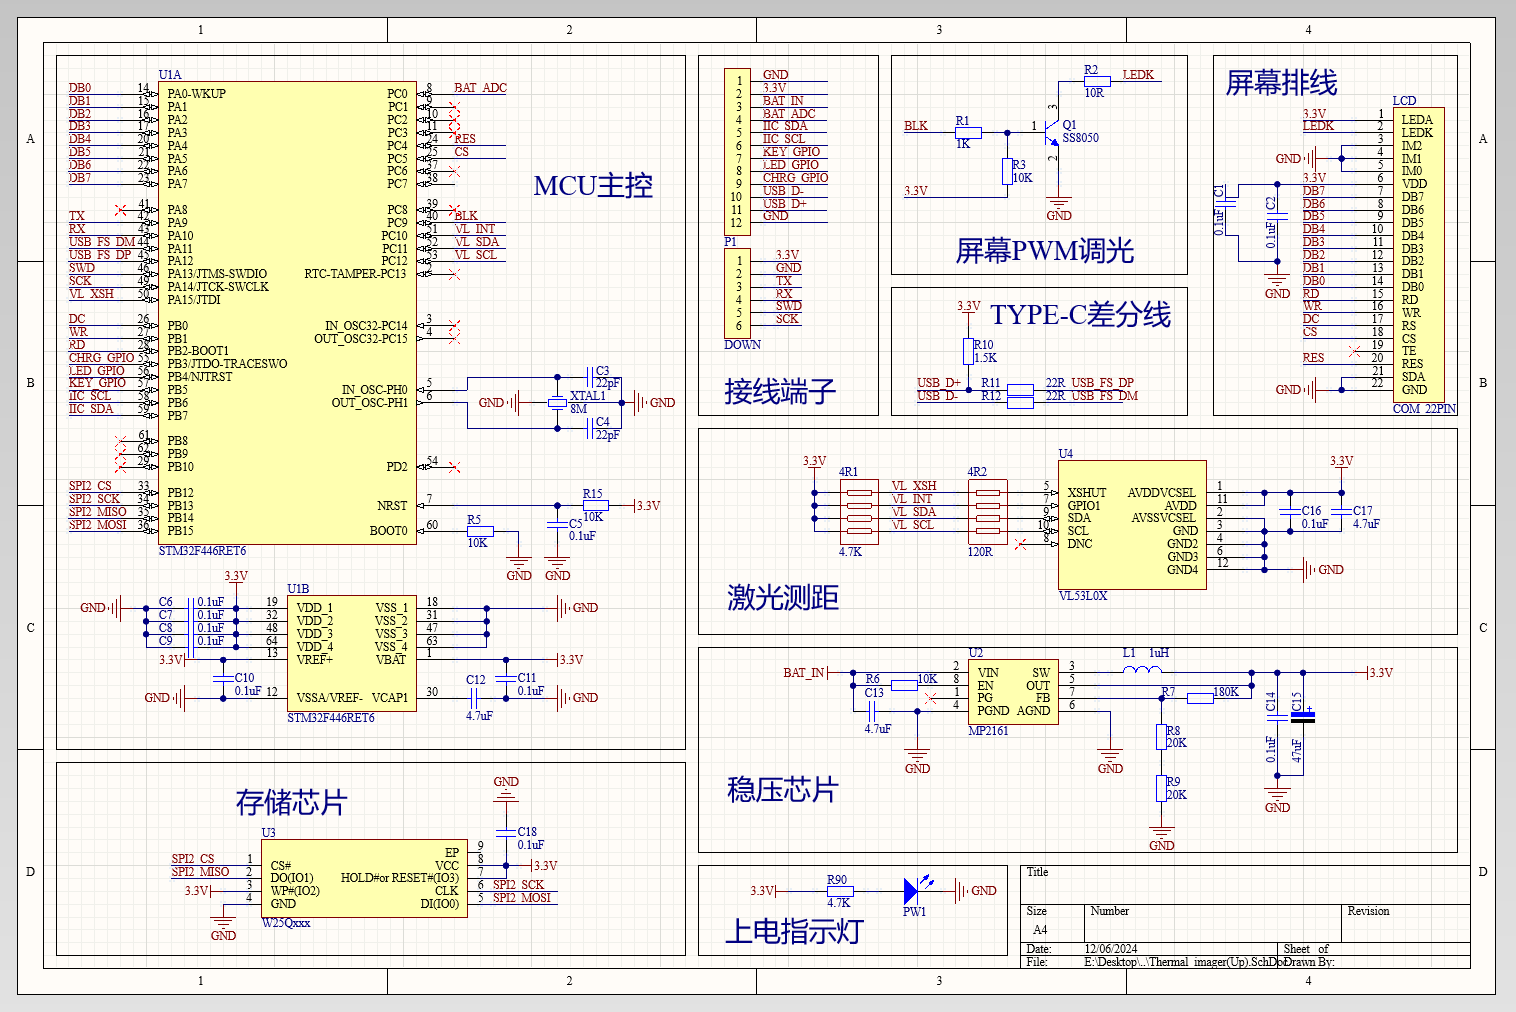 1 2 3 4
A
B
C
D
U1A
DB0 14 PA0-WKUP PC0 8 BAT_ADC
DB1 15 PA1 PC1 9
DB2 16 PA2 PC2 10
DB3 17 PA3 PC3 11
DB4 20 PA4 PC4 24 RES
DB5 21 PA5 PC5 25 CS
DB6 22 PA6 PC6 37
DB7 23 PA7 PC7 38
41 PA8 PC8 39
TX 42 PA9 PC9 40 BLK
RX 43 PA10 PC10 51 VL_INT
USB_FS_DM 44 PA11 PC11 52 VL_SDA
USB_FS_DP 45 PA12 PC12 53 VL_SCL
SWD 46 PA13/JTMS-SWDIO RTC-TAMPER-PC13 2
SCK 49 PA14/JTCK-SWCLK
VL_XSH 50 PA15/JTDI
DC 26 PB0 IN_OSC32-PC14 3
WR 27 PB1 OUT_OSC32-PC15 4
RD 28 PB2-BOOT1
CHRG_GPIO 55 PB3/JTDO-TRACESWO
LED_GPIO 56 PB4/NJTRST
KEY_GPIO 57 PB5 IN_OSC-PH0 5
IIC_SCL 58 PB6 OUT_OSC-PH1 6
IIC_SDA 59 PB7
61 PB8
62 PB9
29 PB10 PD2 54
SPI2_CS 33 PB12
SPI2_SCK 34 PB13 NRST 7
SPI2_MISO 35 PB14
SPI2_MOSI 36 PB15 BOOT0 60
STM32F446RET6
MCU主控
C3
22pF
GND XTAL1 GND
8M
C4
22pF
R15
10K
3.3V
C5
0.1uF
R5
10K
GND GND
3.3V
U1B
GND C6 0.1uF 19 VDD_1 VSS_1 18 GND
C7 0.1uF 32 VDD_2 VSS_2 31
C8 0.1uF 48 VDD_3 VSS_3 47
C9 0.1uF 64 VDD_4 VSS_4 63
3.3V 13 VREF+ VBAT 1 3.3V
C10
0.1uF
C12
4.7uF
C11
0.1uF
GND 12 VSSA/VREF- VCAP1 30 GND
STM32F446RET6
存储芯片
GND
C18
0.1uF
U3
EP 9
SPI2_CS 1 CS# VCC 8 3.3V
SPI2_MISO 2 DO(IO1) HOLD#or RESET#(IO3) 7
3.3V 3 WP#(IO2) CLK 6 SPI2_SCK
4 GND DI(IO0) 5 SPI2_MOSI
GND
W25Qxxx
1 GND
2 3.3V
3 BAT_IN
4 BAT_ADC
5 IIC_SDA
6 IIC_SCL
7 KEY_GPIO
8 LED_GPIO
9 CHRG_GPIO
10 USB_D-
11 USB_D+
12 GND
P1
1 3.3V
2 GND
3 TX
4 RX
5 SWD
6 SCK
DOWN
接线端子
R2 LEDK
10R
3
BLK R1 1 Q1
1K SS8050
R3 2
10K
3.3V
GND
屏幕PWM调光
3.3V
TYPE-C差分线
R10
1.5K
USB_D+ R11 22R USB_FS_DP
USB_D- R12 22R USB_FS_DM
屏幕排线
LCD
3.3V 1 LEDA
LEDK 2 LEDK
3 IM2
GND 4 IM1
5 IM0
3.3V 6 VDD
DB7 7 DB7
DB6 8 DB6
DB5 9 DB5
DB4 10 DB4
DB3 11 DB3
DB2 12 DB2
DB1 13 DB1
DB0 14 DB0
RD 15 RD
WR 16 WR
DC 17 RS
CS 18 CS
19 TE
RES 20 RES
21 SDA
GND 22 GND
COM_22PIN
C1
0.1uF
C2
0.1uF
GND
3.3V
4R1
4.7K
VL_XSH
VL_INT
VL_SDA
VL_SCL
4R2
120R
U4
5 XSHUT AVDDVCSEL 1
7 GPIO1 AVDD 11
9 SDA AVSSVCSEL 2
10 SCL GND 3
8 DNC GND2 4
GND3 6
GND4 12 GND
VL53L0X
3.3V
C16
0.1uF
C17
4.7uF
激光测距
U2
BAT_IN 2 VIN SW 3 L1 1uH 3.3V
R6 10K 8 EN OUT 5
C13 1 PG FB 7 R7 180K
4.7uF 4 PGND AGND 6
MP2161
R8
20K
R9
20K
C14
0.1uF
C15
+
47uF
GND GND GND GND
稳压芯片
3.3V R90 GND
4.7K PW1
上电指示灯
Title
Size Number Revision
A4
Date: 12/06/2024 Sheet of
File: E:\Desktop\..\Thermal_imager(Up).SchDoc Drawn By:
A
B
C
D
1 2 3 4